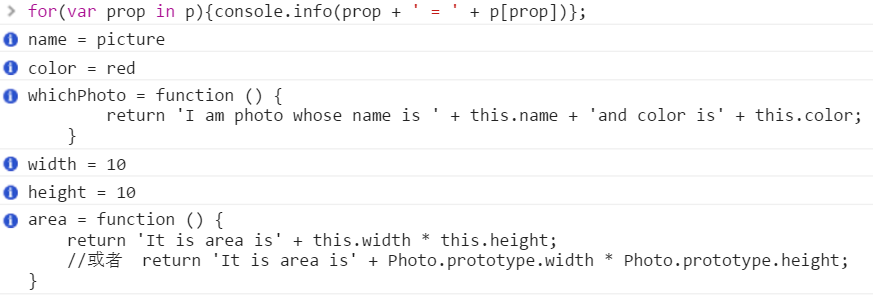 for(var prop in p){console.info(prop + ' = ' + p[prop])};
name = picture
color = red
whichPhoto = function () {
        return 'I am photo whose name is ' + this.name + 'and color is' + this.color;
    }
width = 10
height = 10
area = function () {
    return 'It is area is' + this.width * this.height;
    //或者  return 'It is area is' + Photo.prototype.width * Photo.prototype.height;
}